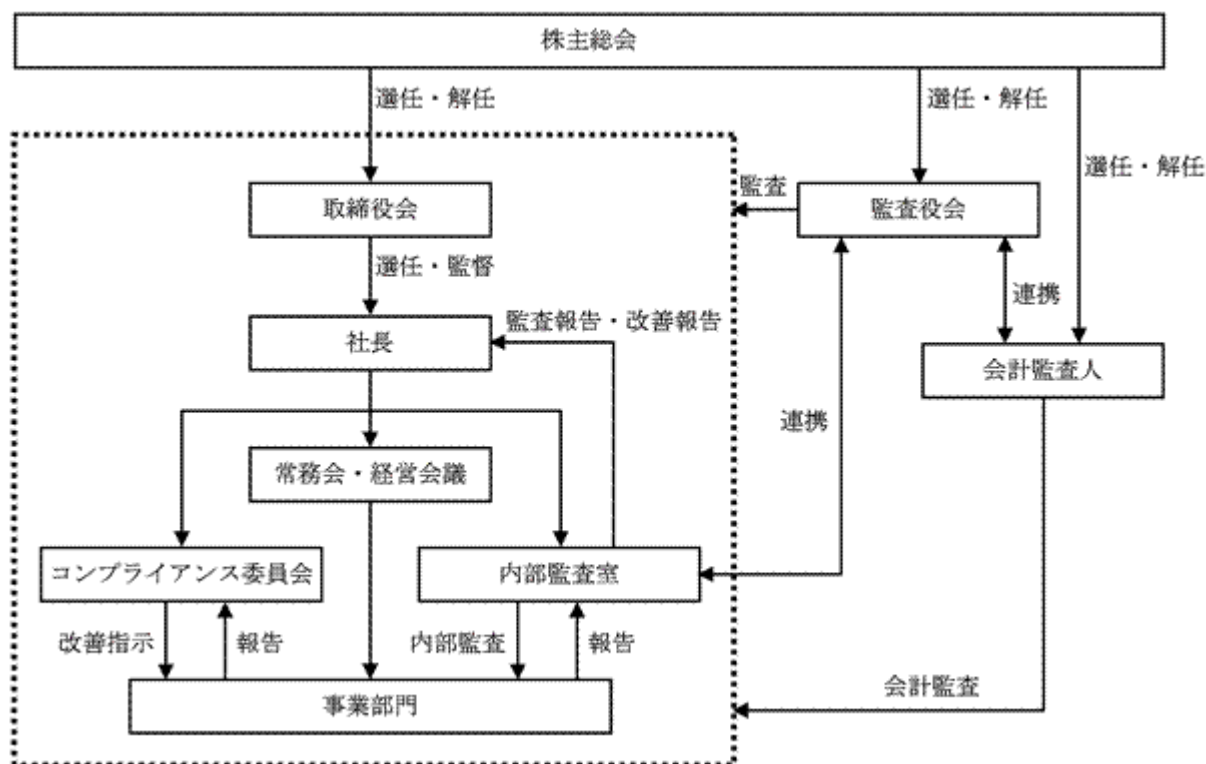 株主総会
選任・解任
選任・解任
選任・解任
取締役会
監査
監査役会
選任・監督
連携
社長
監査報告・改善報告
会計監査人
連携
常務会・経営会議
コンプライアンス委員会
内部監査室
改善指示
報告
内部監査
報告
会計監査
事業部門